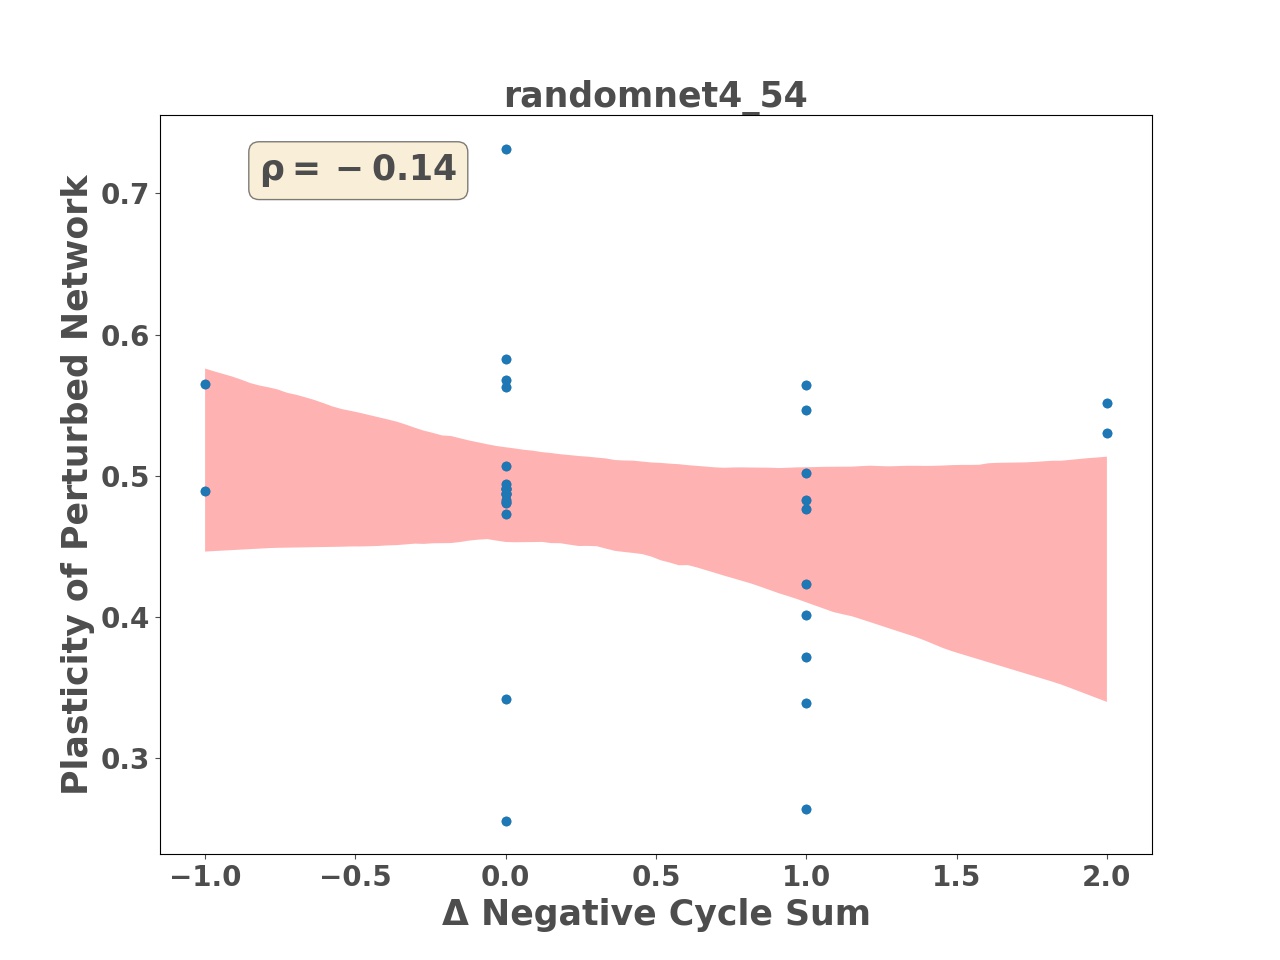 randomnet4_54
ρ = − 0.14
Plasticity of Perturbed Network
0.7
0.6
0.5
0.4
0.3
−1.0 −0.5 0.0 0.5 1.0 1.5 2.0
Δ Negative Cycle Sum